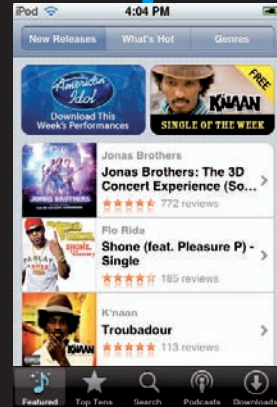 iPod 4:04 PM
New Releases What's Hot Genres
American Idol
Download This
Week's Performances
FREE
K'NAAN
SINGLE OF THE WEEK
Jonas Brothers
Jonas Brothers: The 3D
Concert Experience (So...
772 reviews
Flo Rida
Shone (feat. Pleasure P) -
Single
185 reviews
K'naan
Troubadour
113 reviews
Featured Top Tens Search Podcasts Downloads